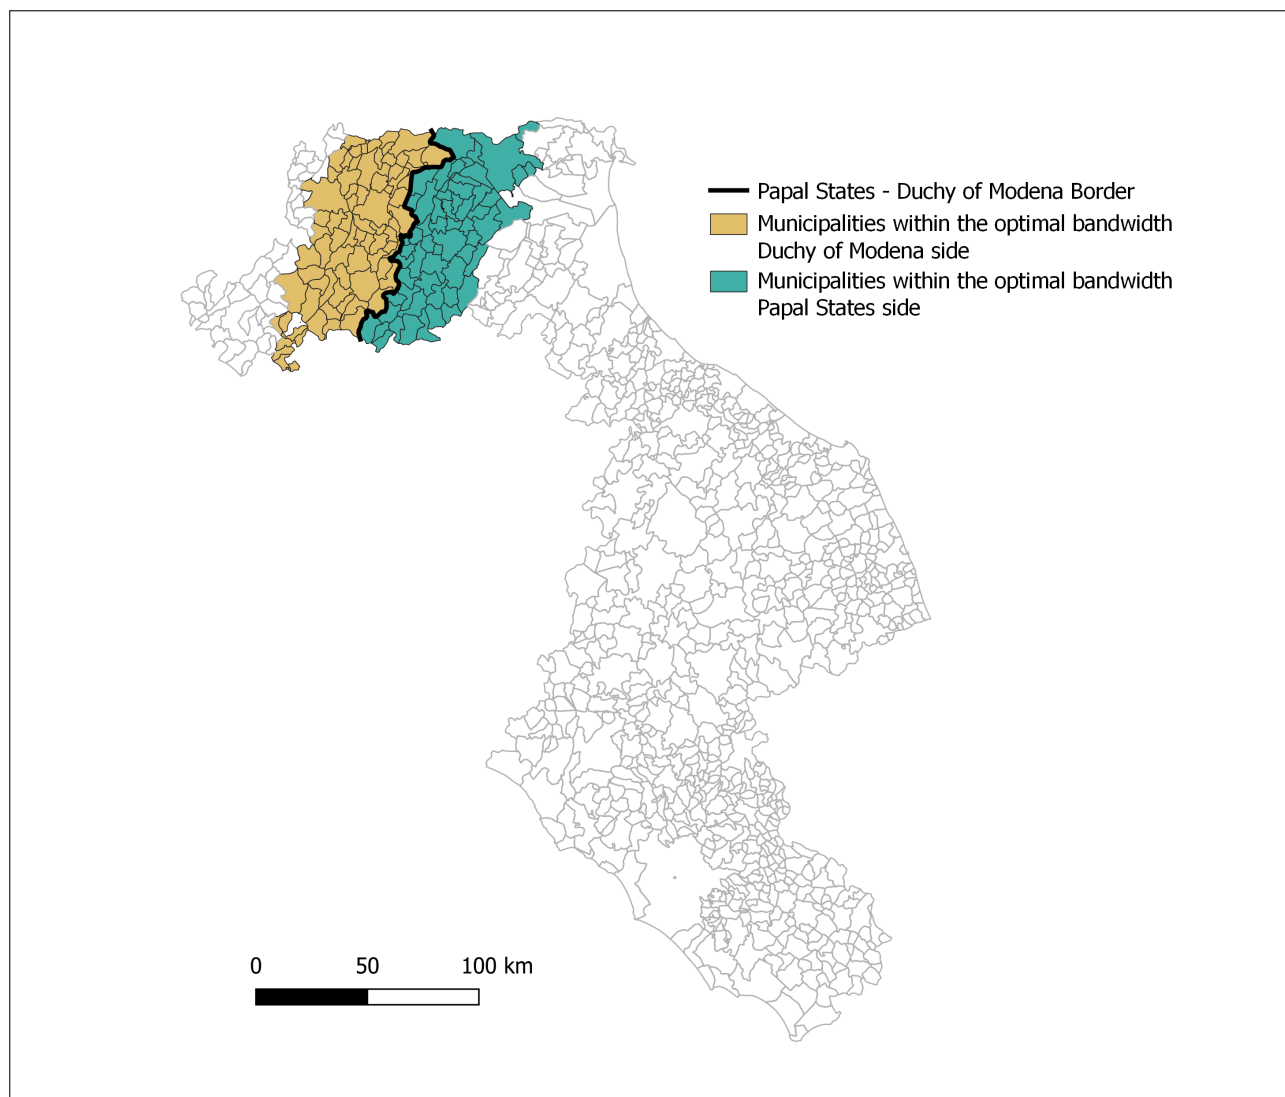 Papal States - Duchy of Modena Border
Municipalities within the optimal bandwidth
Duchy of Modena side
Municipalities within the optimal bandwidth
Papal States side
0 50 100 km